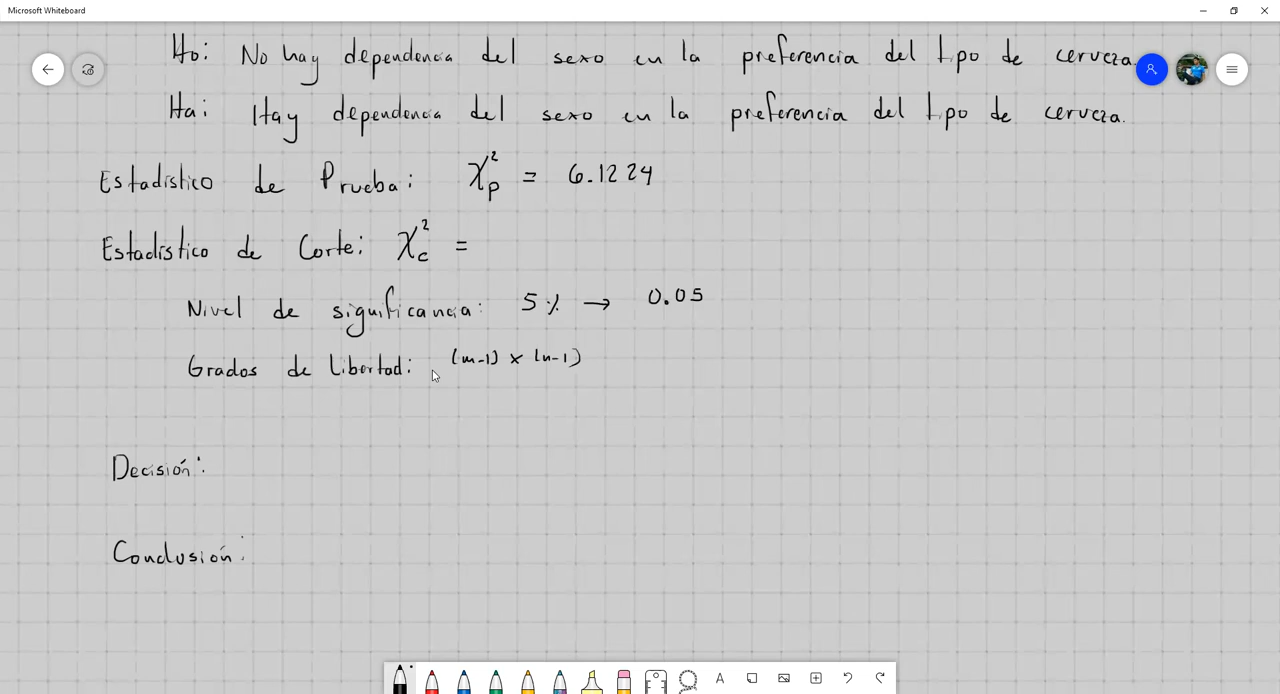 Microsoft Whiteboard
Ho: No hay dependencia del sexo en la preferencia del tipo de cerveza.
Ha: Hay dependencia del sexo en la preferencia del tipo de cerveza.
Estadístico de Prueba: χ²p = 6.1224
Estadístico de Corte: χ²c =
Nivel de significancia: 5% → 0.05
Grados de Libertad: (m-1) × (n-1)
Decisión:
Conclusión:
A